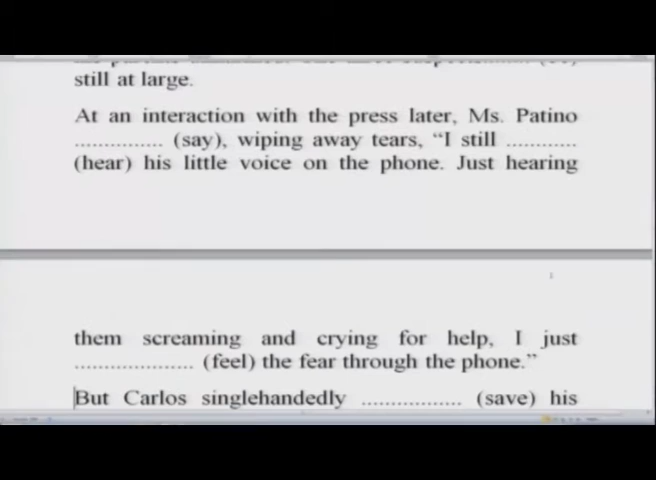 still at large.
At an interaction with the press later, Ms. Patino
............... (say), wiping away tears, “I still ............
(hear) his little voice on the phone. Just hearing
1
them screaming and crying for help, I just
.................... (feel) the fear through the phone.”
But Carlos singlehandedly ................. (save) his